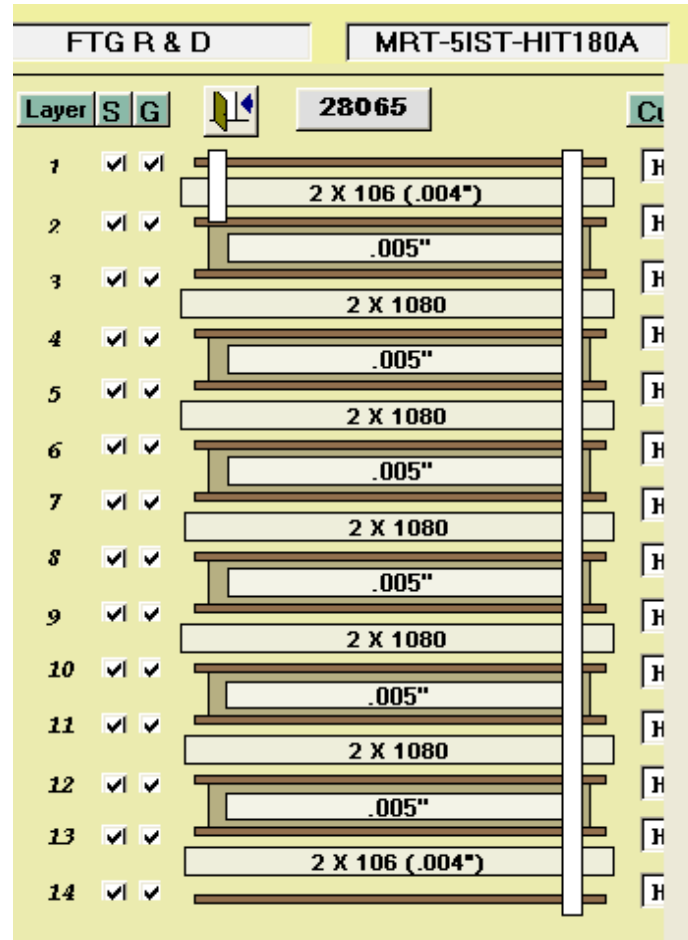 FTG R & D MRT-5IST-HIT180A
Layer S G 28065 Cu
1 H
2 X 106 (.004")
2 H
.005"
3 H
2 X 1080
4 H
.005"
5 H
2 X 1080
6 H
.005"
7 H
2 X 1080
8 H
.005"
9 H
2 X 1080
10 H
.005"
11 H
2 X 1080
12 H
.005"
13 H
2 X 106 (.004")
14 H